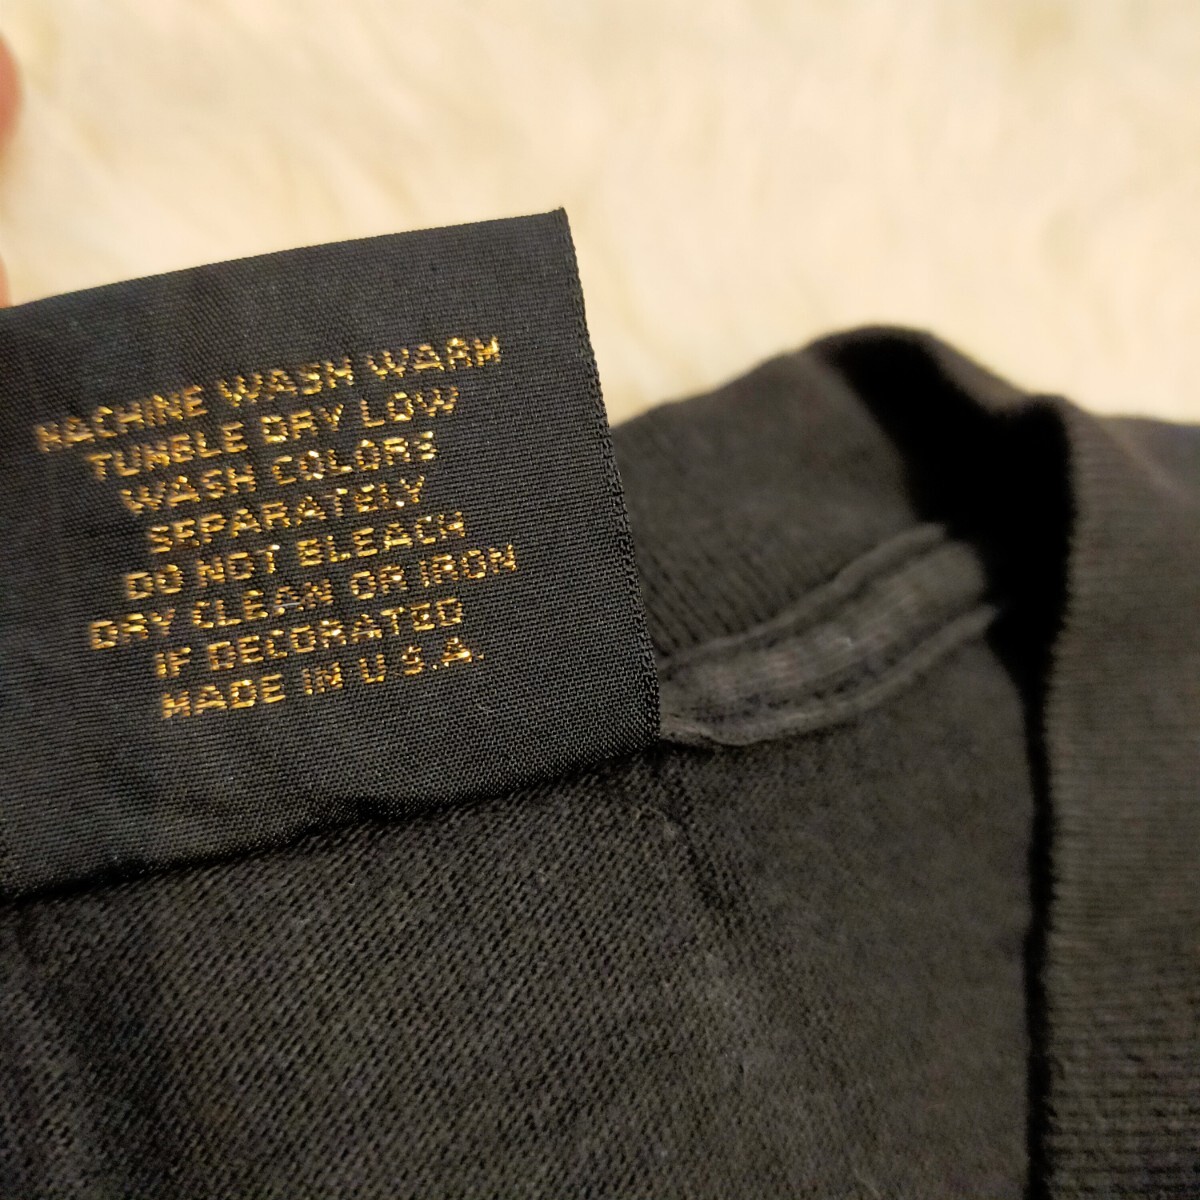 MACHINE WASH WARM
TUMBLE DRY LOW
WASH COLORS
SEPARATELY
DO NOT BLEACH
DRY CLEAN OR IRON
IF DECORATED
MADE IN U.S.A.